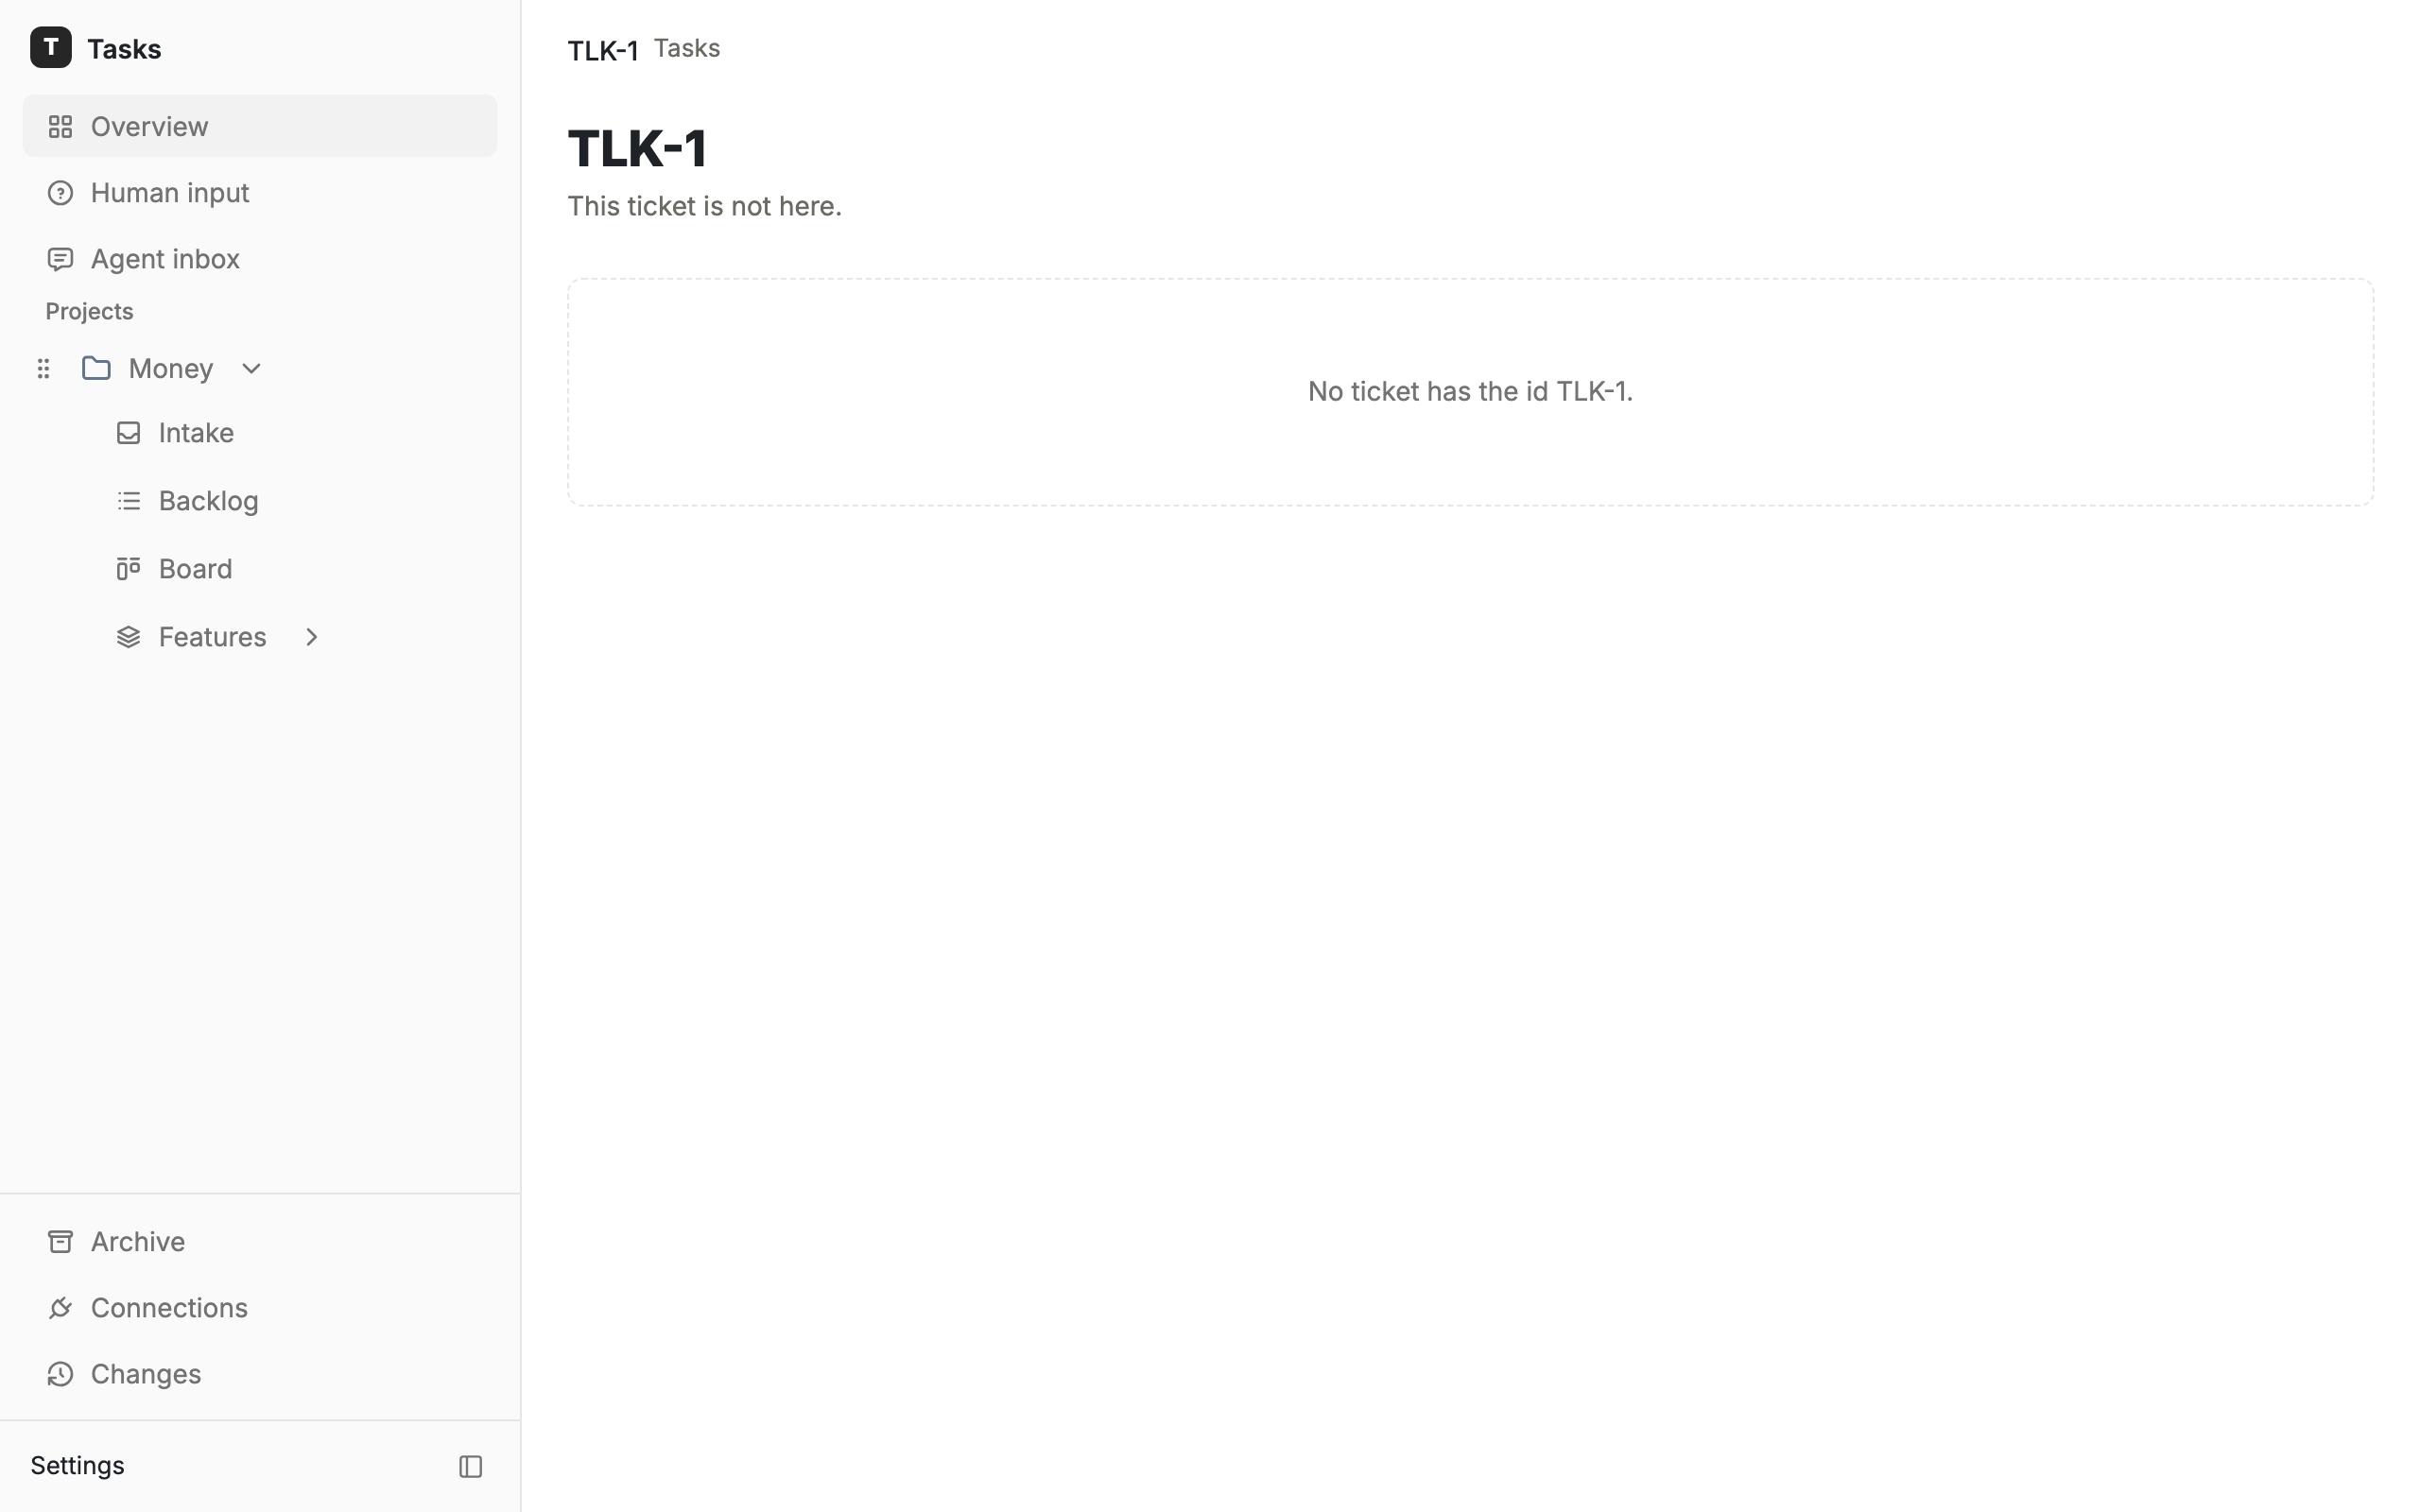 T Tasks
Overview
Human input
Agent inbox
Projects
Money
Intake
Backlog
Board
Features
Archive
Connections
Changes
Settings
TLK-1 Tasks
TLK-1
This ticket is not here.
No ticket has the id TLK-1.